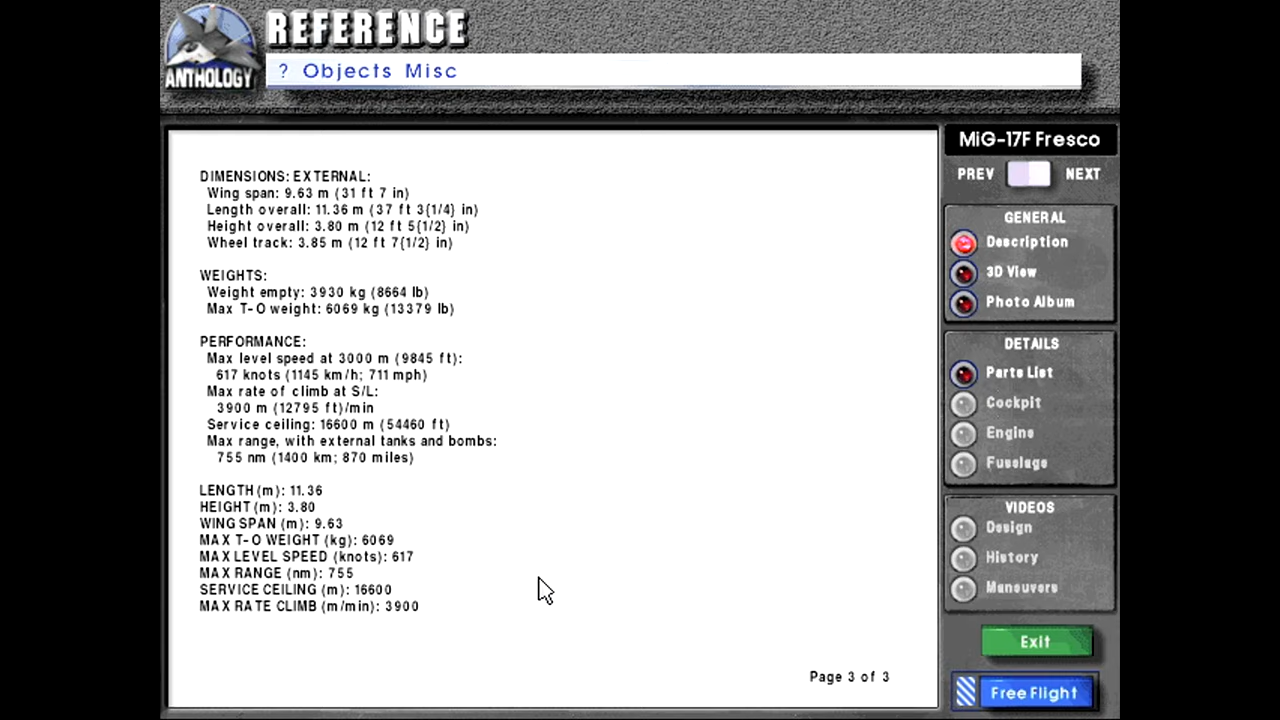 REFERENCE
ANTHOLOGY
? Objects Misc
MiG-17F Fresco
PREV NEXT
DIMENSIONS: EXTERNAL:
Wing span: 9.63 m (31 ft 7 in)
Length overall: 11.36 m (37 ft 3{1/4} in)
Height overall: 3.80 m (12 ft 5{1/2} in)
Wheel track: 3.85 m (12 ft 7{1/2} in)
WEIGHTS:
Weight empty: 3930 kg (8664 lb)
Max T-O weight: 6069 kg (13379 lb)
PERFORMANCE:
Max level speed at 3000 m (9845 ft):
617 knots (1145 km/h; 711 mph)
Max rate of climb at S/L:
3900 m (12795 ft)/min
Service ceiling: 16600 m (54460 ft)
Max range, with external tanks and bombs:
755 nm (1400 km; 870 miles)
LENGTH (m): 11.36
HEIGHT (m): 3.80
WING SPAN (m): 9.63
MAX T-O WEIGHT (kg): 6069
MAX LEVEL SPEED (knots): 617
MAX RANGE (nm): 755
SERVICE CEILING (m): 16600
MAX RATE CLIMB (m/min): 3900
Page 3 of 3
GENERAL
Description
3D View
Photo Album
DETAILS
Parts List
Cockpit
Engine
Fuselage
VIDEOS
Design
History
Maneuvers
Exit
Free Flight